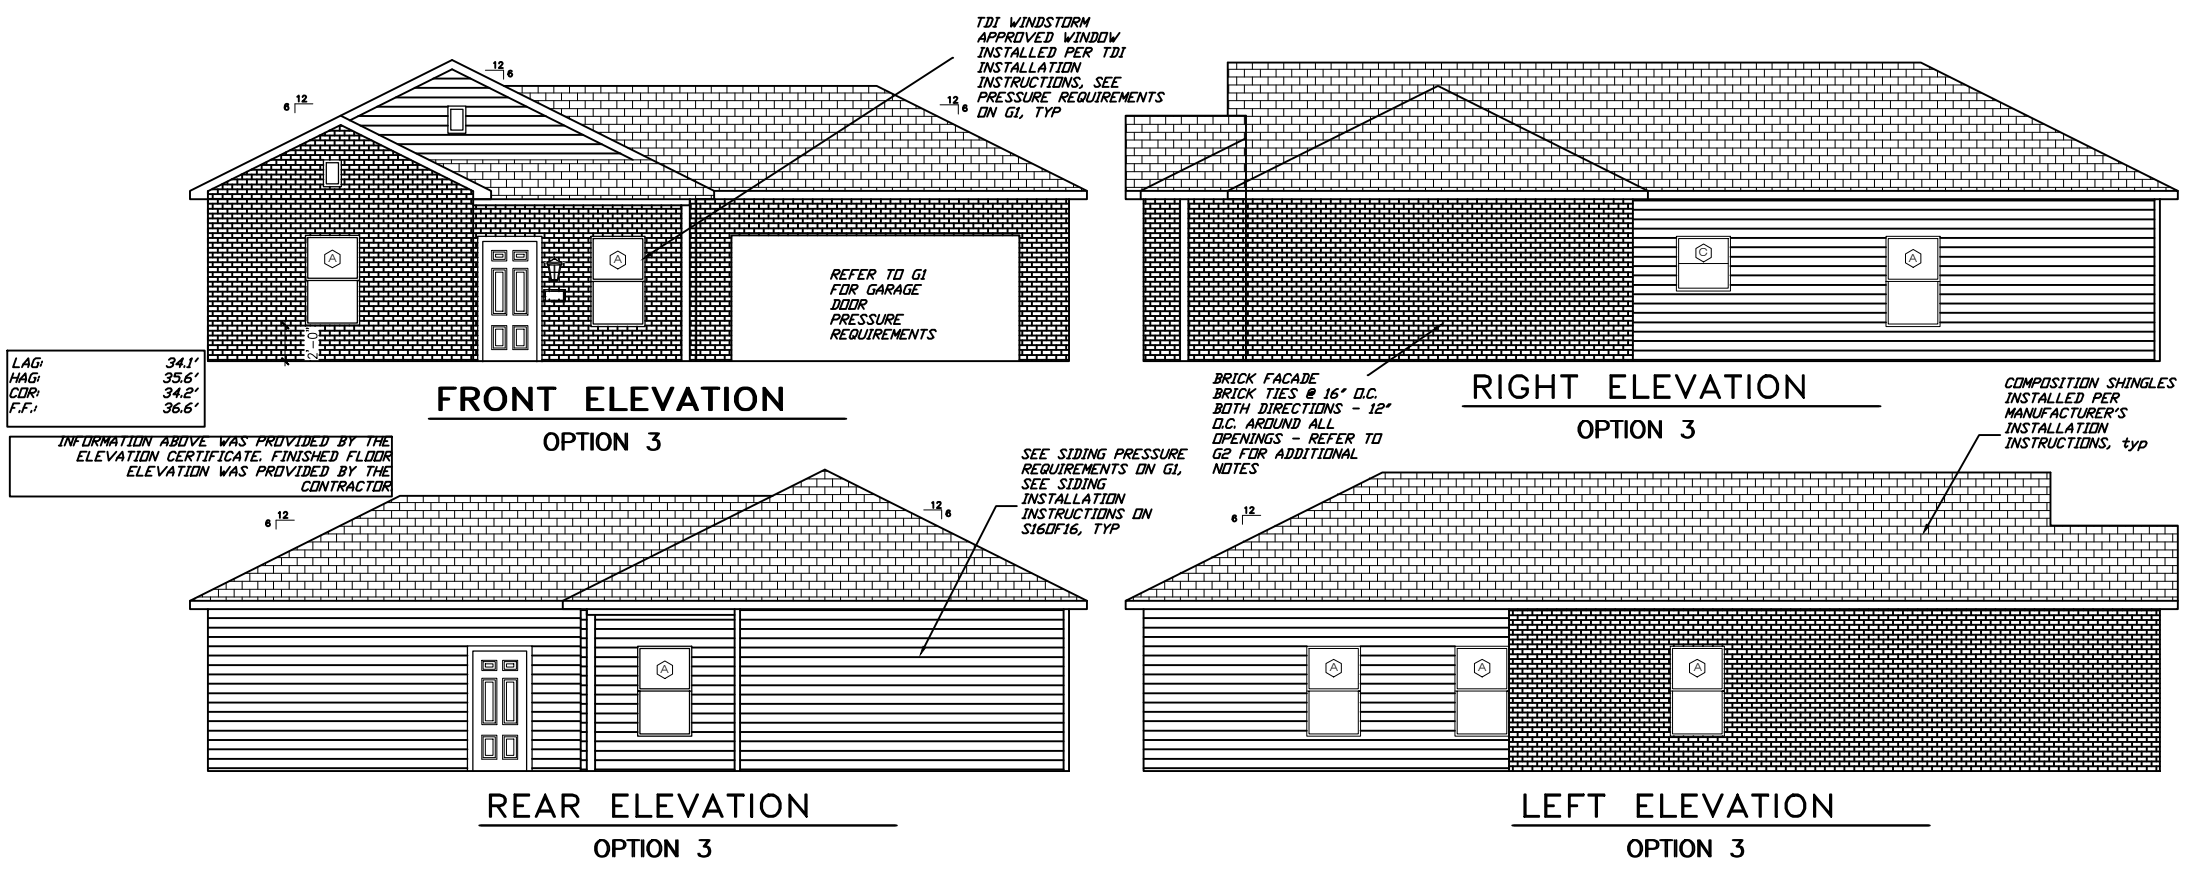 TDI WINDSTORM
APPROVED WINDOW
INSTALLED PER TDI
INSTALLATION
INSTRUCTIONS, SEE
PRESSURE REQUIREMENTS
ON G1, TYP
12
6
12
6
12
6
A
A
REFER TO G1
FOR GARAGE
DOOR
PRESSURE
REQUIREMENTS
2'-0"
C
A
LAG: 34.1'
HAG: 35.6'
COR: 34.2'
F.F.: 36.6'
FRONT ELEVATION
OPTION 3
RIGHT ELEVATION
OPTION 3
BRICK FACADE
BRICK TIES @ 16" O.C.
BOTH DIRECTIONS - 12"
O.C. AROUND ALL
OPENINGS - REFER TO
G2 FOR ADDITIONAL
NOTES
COMPOSITION SHINGLES
INSTALLED PER
MANUFACTURER'S
INSTALLATION
INSTRUCTIONS, typ
INFORMATION ABOVE WAS PROVIDED BY THE
ELEVATION CERTIFICATE. FINISHED FLOOR
ELEVATION WAS PROVIDED BY THE
CONTRACTOR
SEE SIDING PRESSURE
REQUIREMENTS ON G1,
SEE SIDING
INSTALLATION
INSTRUCTIONS ON
S16OF16, TYP
12
6
12
6
12
6
A
A
A
A
REAR ELEVATION
OPTION 3
LEFT ELEVATION
OPTION 3